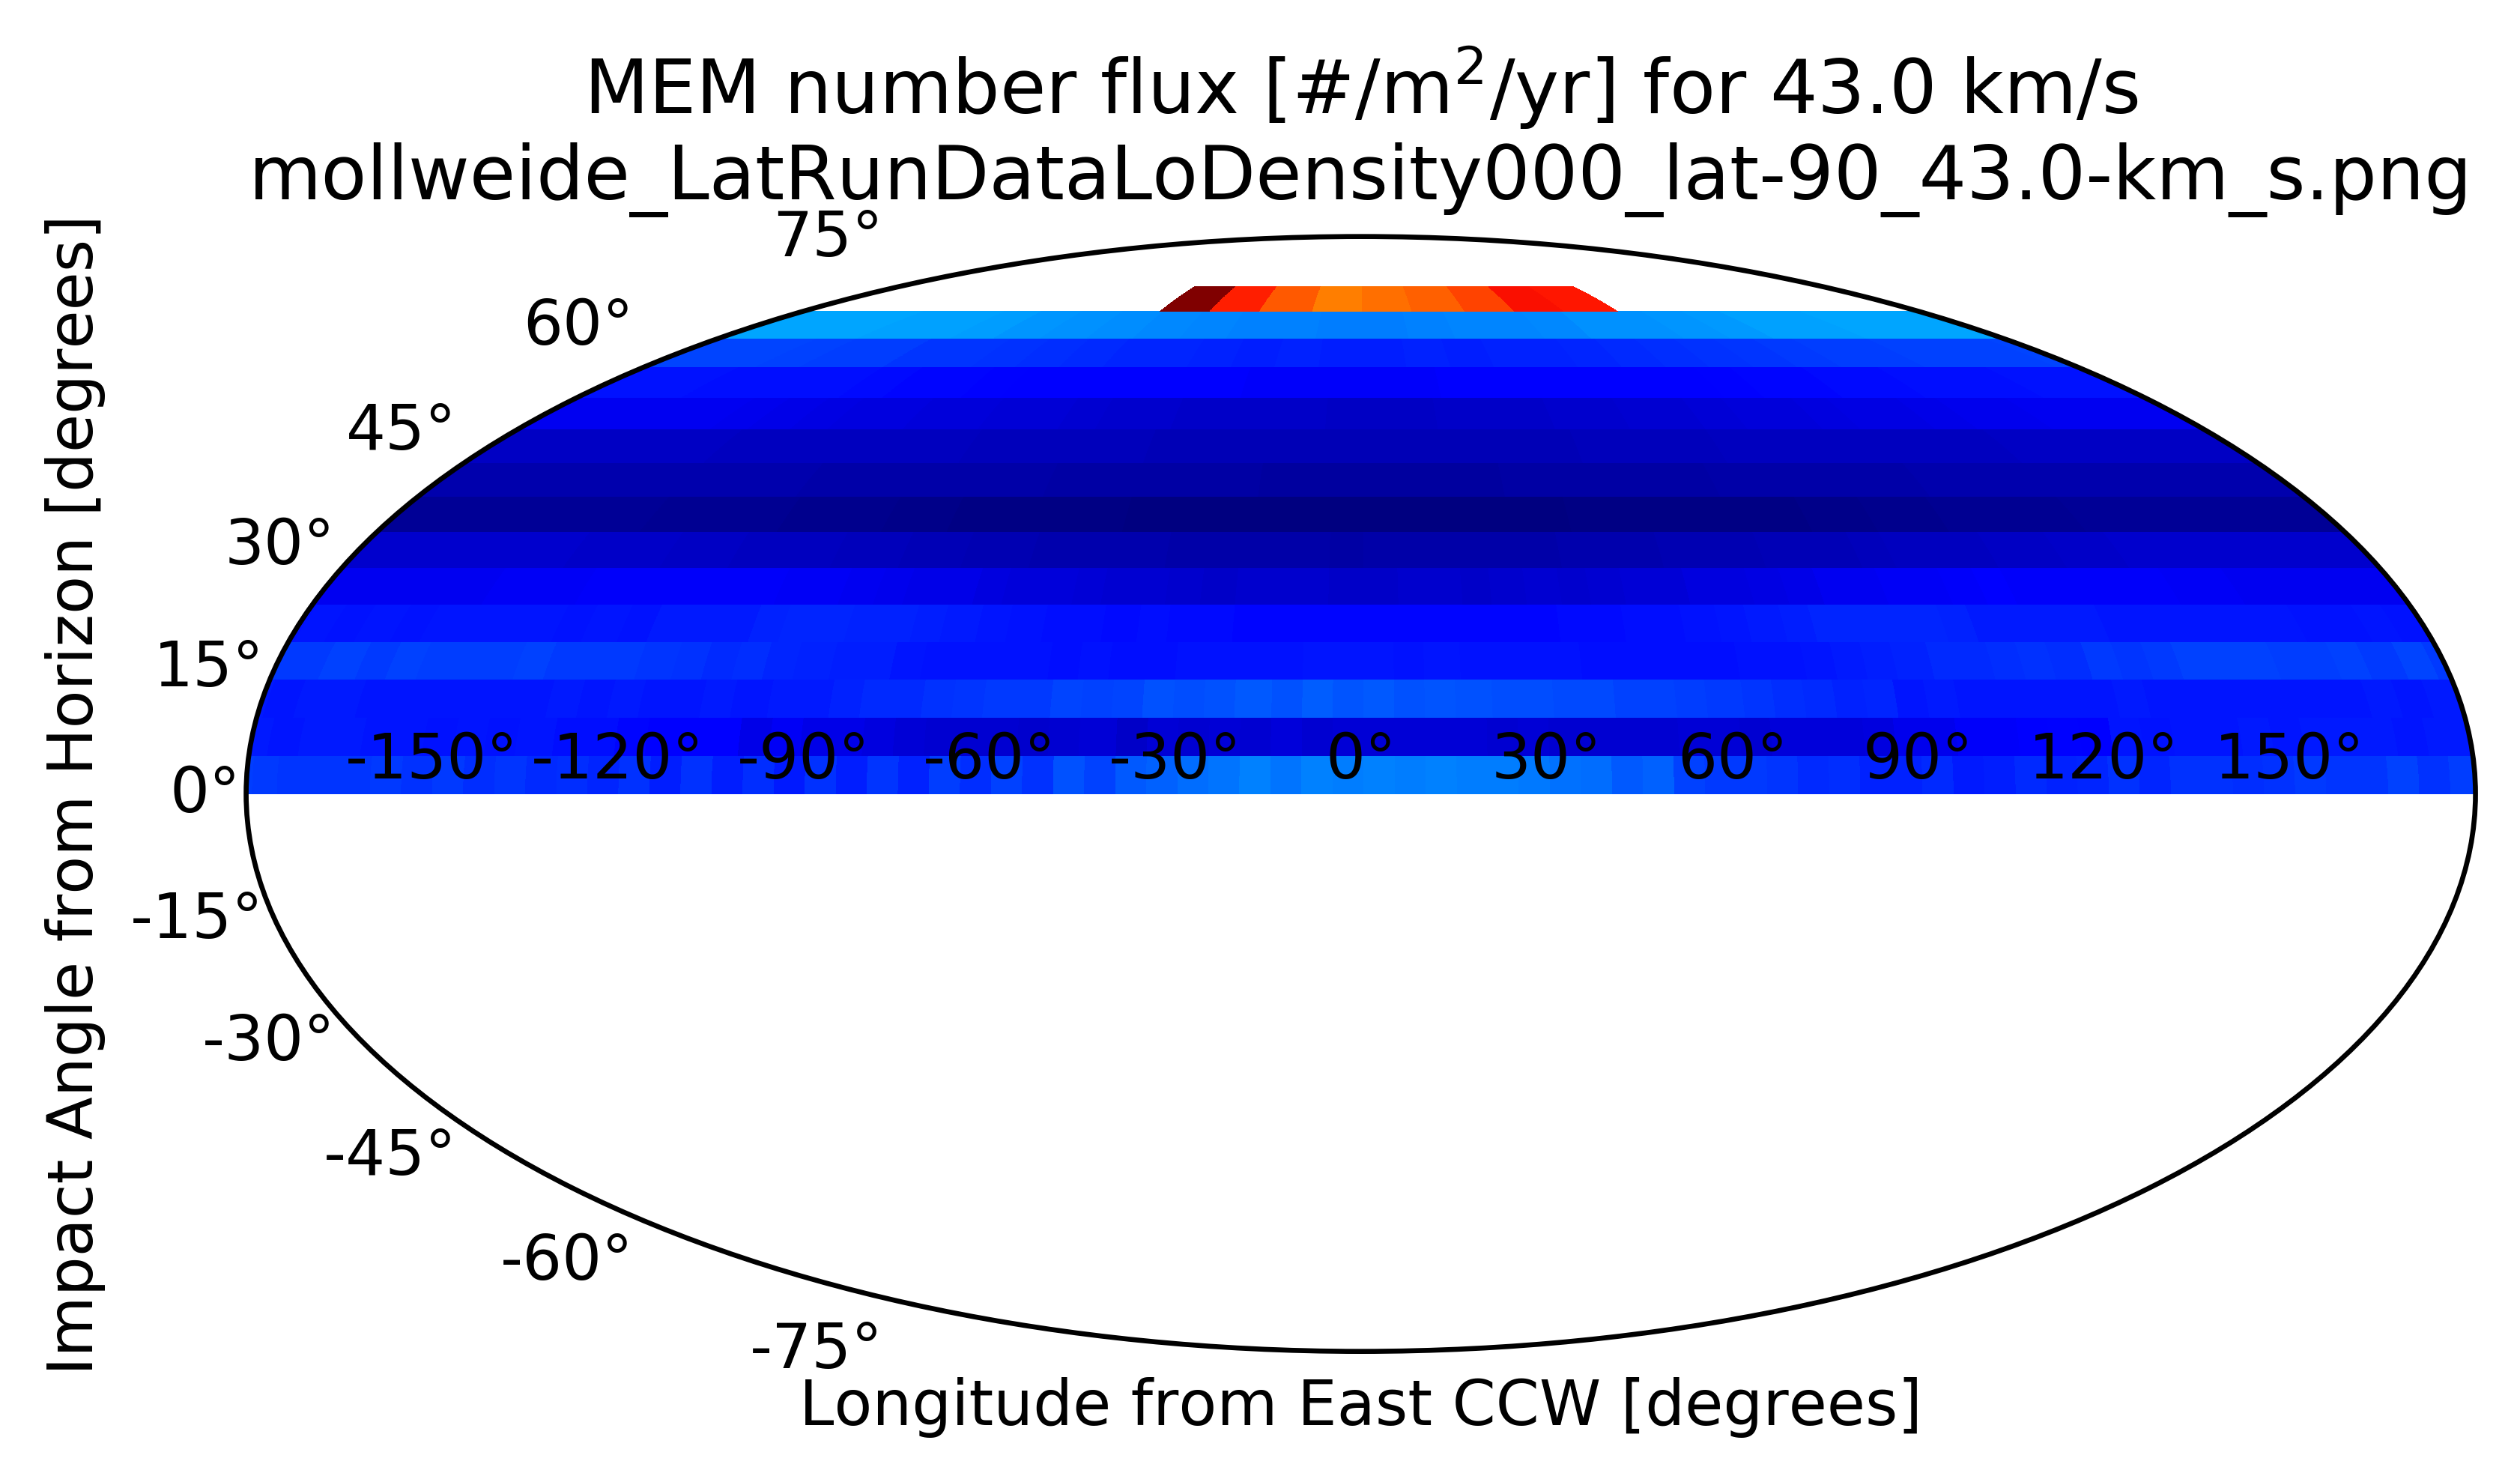 MEM number flux [#/m²/yr] for 43.0 km/s
mollweide_LatRunDataLoDensity000_lat-90_43.0-km_s.png
Impact Angle from Horizon [degrees]
75°
60°
45°
30°
15°
0°
-15°
-30°
-45°
-60°
-75°
-150° -120° -90° -60° -30° 0° 30° 60° 90° 120° 150°
Longitude from East CCW [degrees]